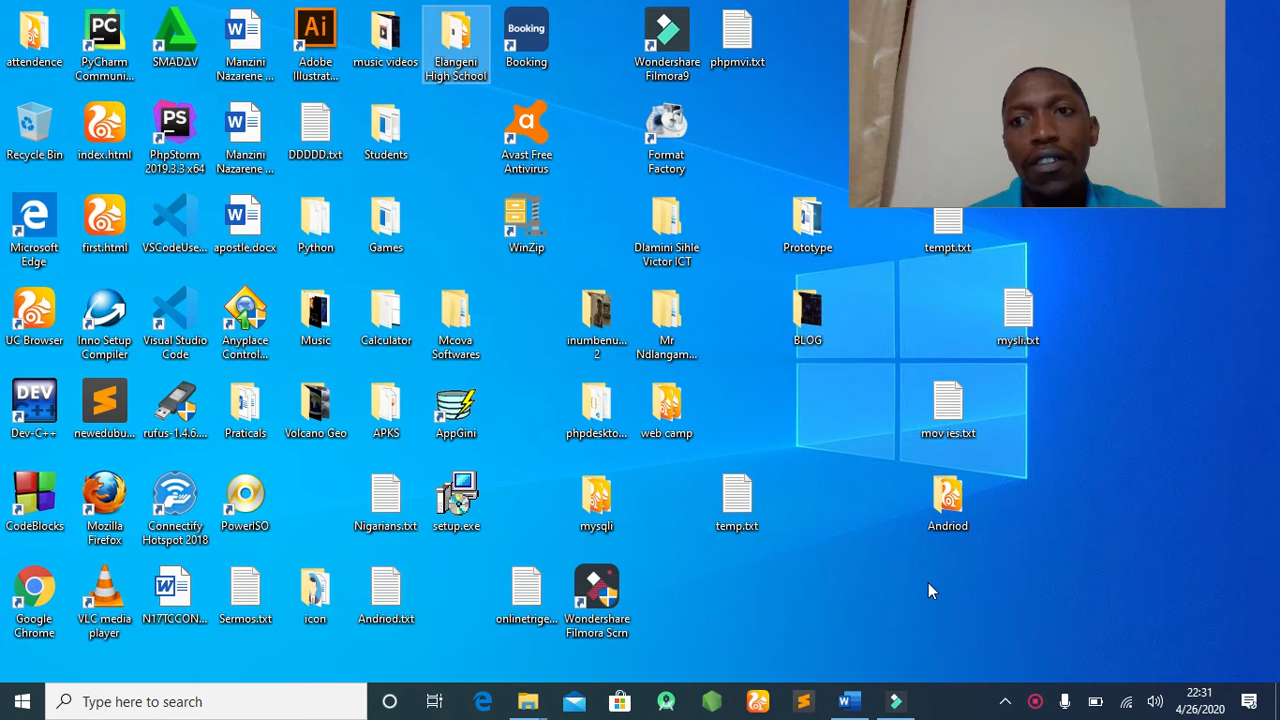 attendence
PyCharm
Communi...
SMADΔV
Manzini
Nazarene ...
Adobe
Illustrat...
music videos
Elangeni
High School
Booking
Booking
Wondershare
Filmora9
phpmvi.txt
Recycle Bin
index.html
PhpStorm
2019.3.3 x64
Manzini
Nazarene ...
DDDDD.txt
Students
Avast Free
Antivirus
Format
Factory
Microsoft
Edge
first.html
VSCodeUse...
apostle.docx
Python
Games
WinZip
Dlamini Sihle
Victor ICT
Prototype
tempt.txt
UC Browser
Inno Setup
Compiler
Visual Studio
Code
Anyplace
Control...
Music
Calculator
Mcova
Softwares
inumbenu...
2
Mr
Ndlangam...
BLOG
mysli.txt
Dev-C++
newedubu...
rufus-1.4.6....
Praticals
Volcano Geo
APKS
AppGini
phpdeskto...
web camp
mov ies.txt
CodeBlocks
Mozilla
Firefox
Connectify
Hotspot 2018
PowerISO
Nigarians.txt
setup.exe
mysqli
temp.txt
Andriod
Google
Chrome
VLC media
player
N17TCCON...
Sermos.txt
icon
Andriod.txt
onlinetrige...
Wondershare
Filmora Scrn
Type here to search
22:31
4/26/2020